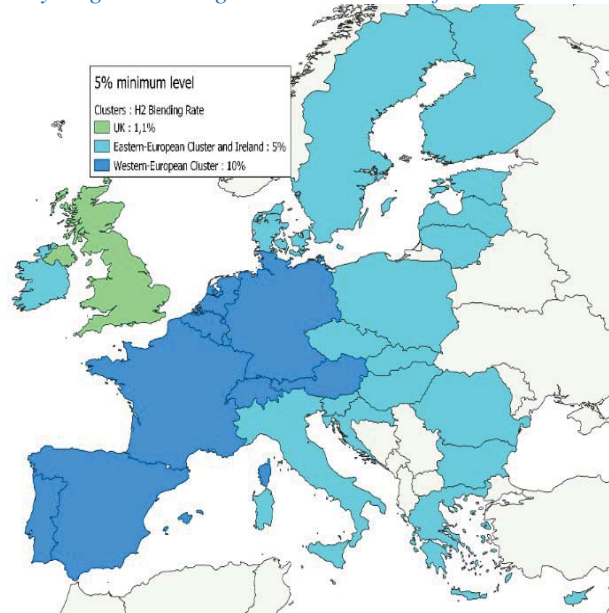 5% minimum level
Clusters : H2 Blending Rate
UK : 1,1%
Eastern-European Cluster and Ireland : 5%
Western-European Cluster : 10%